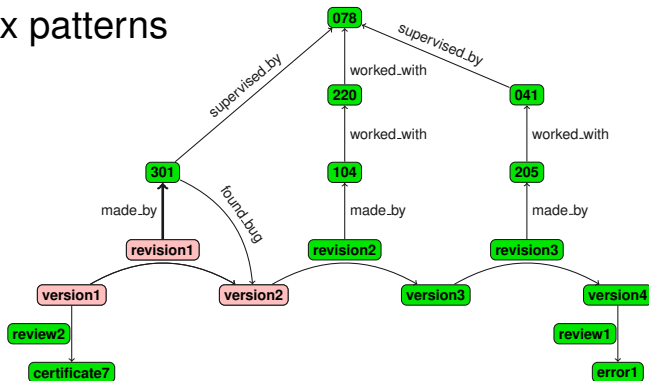 x patterns
078
supervised_by
supervised_by
worked_with
220
041
worked_with
worked_with
301
104
205
made_by
found_bug
made_by
made_by
revision1
revision2
revision3
version1
version2
version3
version4
review2
review1
certificate7
error1